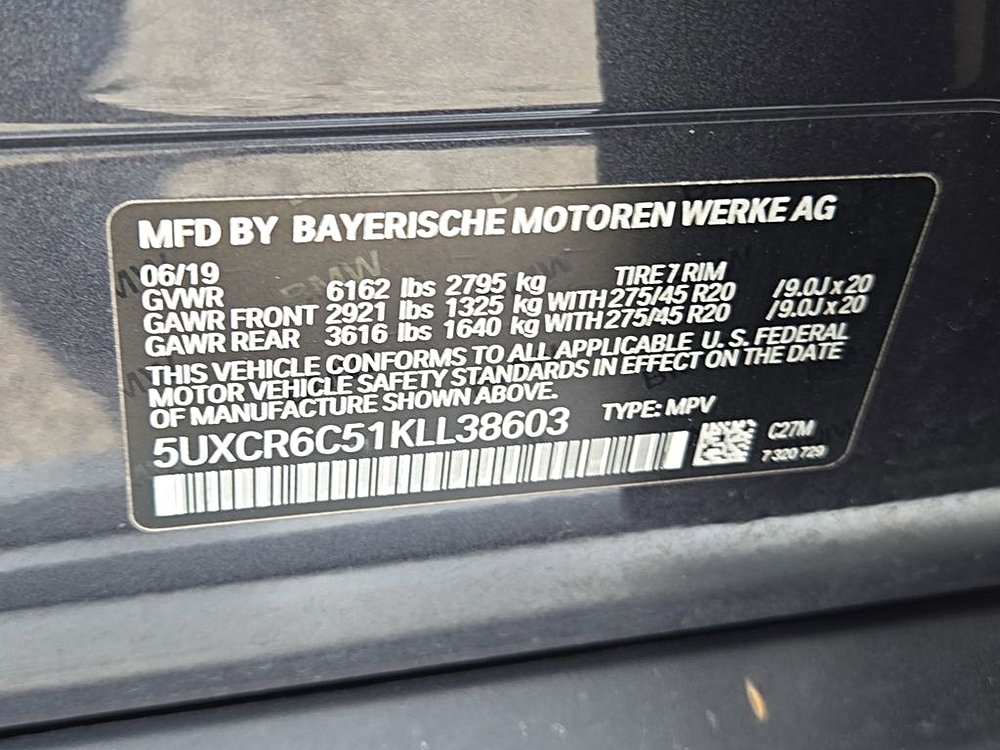 MFD BY BAYERISCHE MOTOREN WERKE AG
06/19 TIRE 7 RIM
GVWR 6162 lbs 2795 kg
GAWR FRONT 2921 lbs 1325 kg WITH 275/45 R20 /9.0J x 20
GAWR REAR 3616 lbs 1640 kg WITH 275/45 R20 /9.0J x 20
THIS VEHICLE CONFORMS TO ALL APPLICABLE U. S. FEDERAL
MOTOR VEHICLE SAFETY STANDARDS IN EFFECT ON THE DATE
OF MANUFACTURE SHOWN ABOVE.
TYPE: MPV
5UXCR6C51KLL38603
C27M
7 320 729
BMW